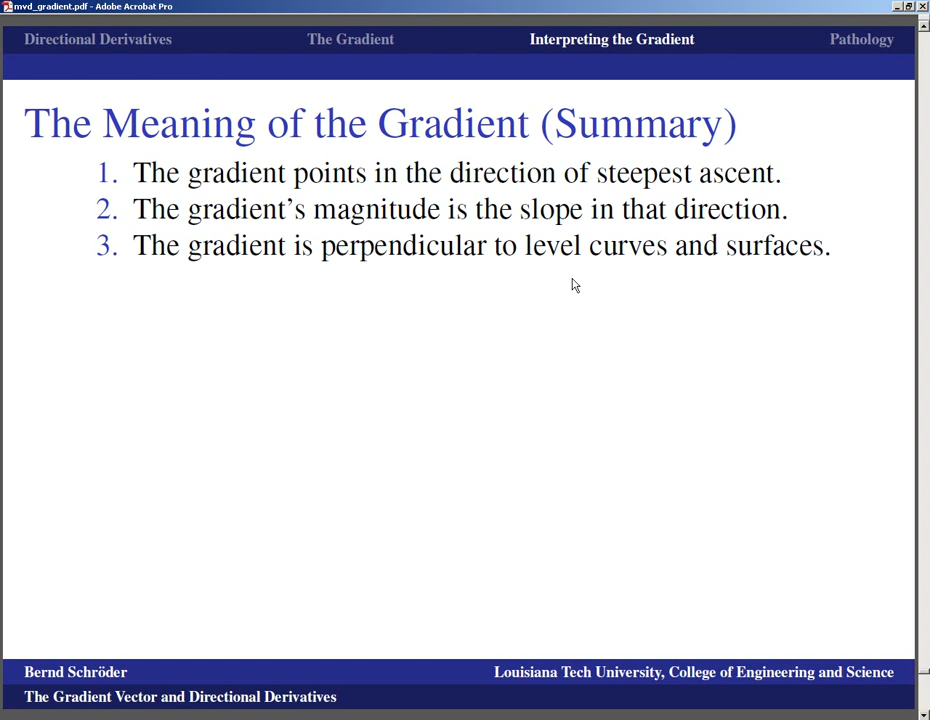 mvd_gradient.pdf - Adobe Acrobat Pro
Directional Derivatives The Gradient Interpreting the Gradient Pathology
The Meaning of the Gradient (Summary)
1. The gradient points in the direction of steepest ascent.
2. The gradient’s magnitude is the slope in that direction.
3. The gradient is perpendicular to level curves and surfaces.
Bernd Schröder Louisiana Tech University, College of Engineering and Science
The Gradient Vector and Directional Derivatives